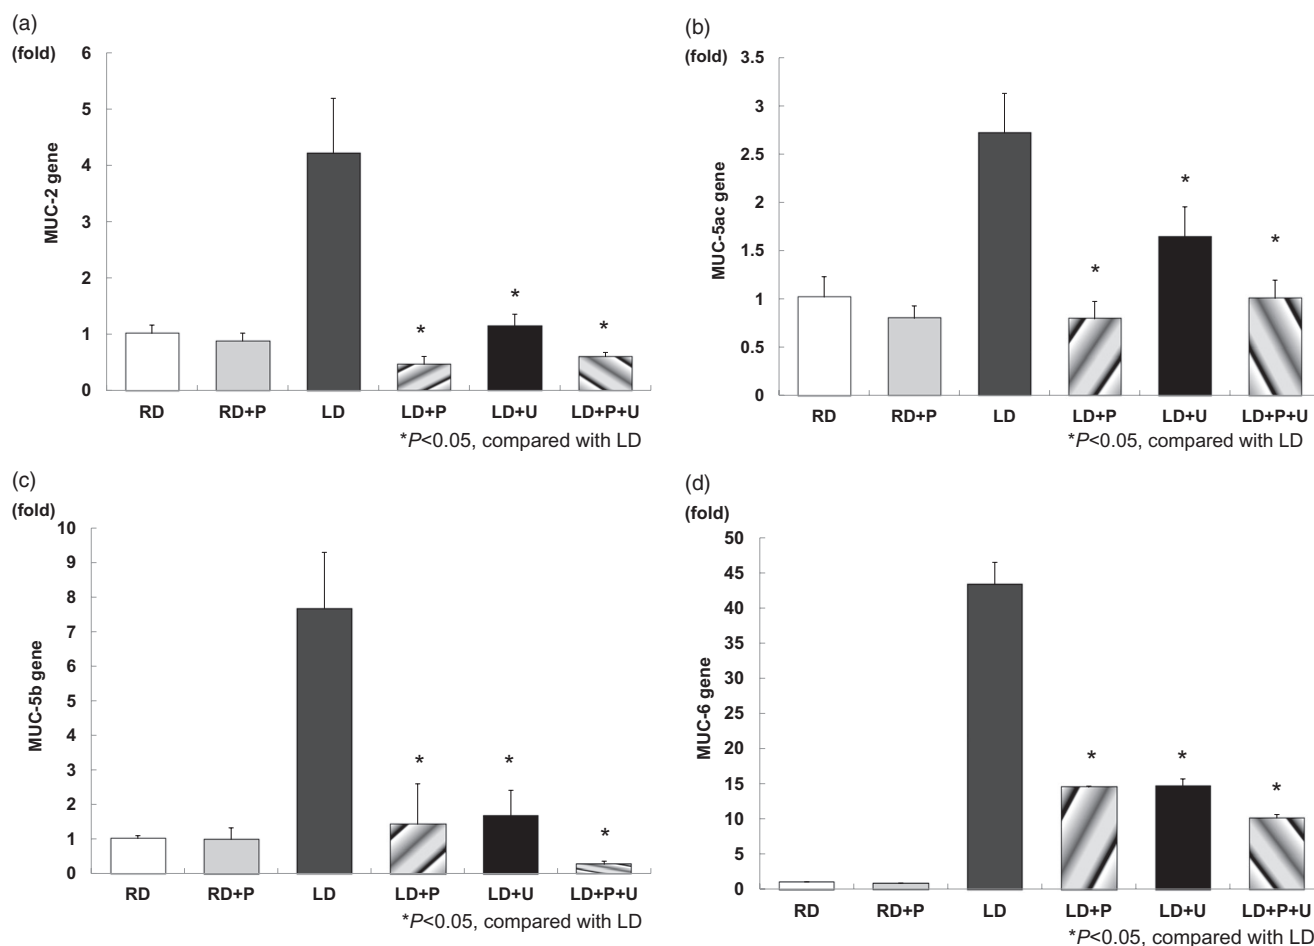 (a)
(fold)
MUC-2 gene
6
5
4
3
2
1
0
RD RD+P LD LD+P LD+U LD+P+U
* * *
*P<0.05, compared with LD
(b)
(fold)
MUC-5ac gene
3.5
3
2.5
2
1.5
1
0.5
0
RD RD+P LD LD+P LD+U LD+P+U
* * *
*P<0.05, compared with LD
(c)
(fold)
MUC-5b gene
10
9
8
7
6
5
4
3
2
1
0
RD RD+P LD LD+P LD+U LD+P+U
* * *
*P<0.05, compared with LD
(d)
(fold)
MUC-6 gene
50
45
40
35
30
25
20
15
10
5
0
RD RD+P LD LD+P LD+U LD+P+U
* * *
*P<0.05, compared with LD